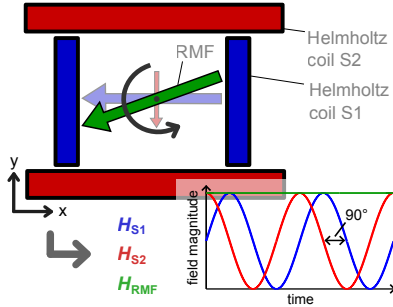 Helmholtz
coil S2
RMF
Helmholtz
coil S1
y
x
H_S1
H_S2
H_RMF
field magnitude
90°
time